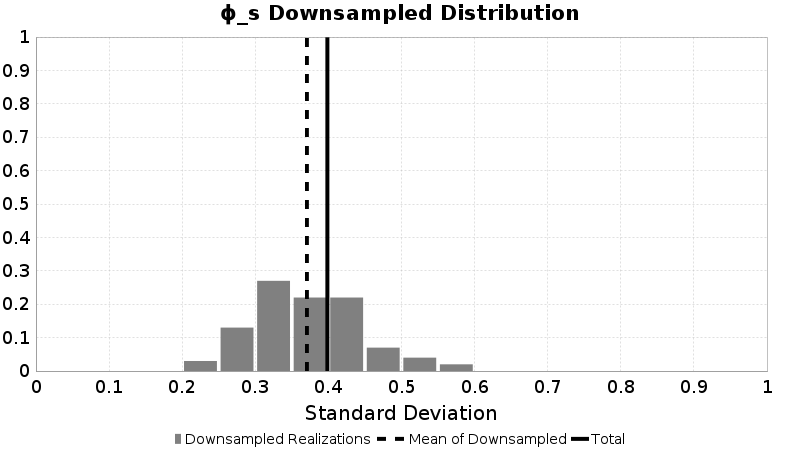 ϕ_s Downsampled Distribution
1
0.9
0.8
0.7
0.6
0.5
0.4
0.3
0.2
0.1
0
0 0.1 0.2 0.3 0.4 0.5 0.6 0.7 0.8 0.9 1
Standard Deviation
Downsampled Realizations Mean of Downsampled Total